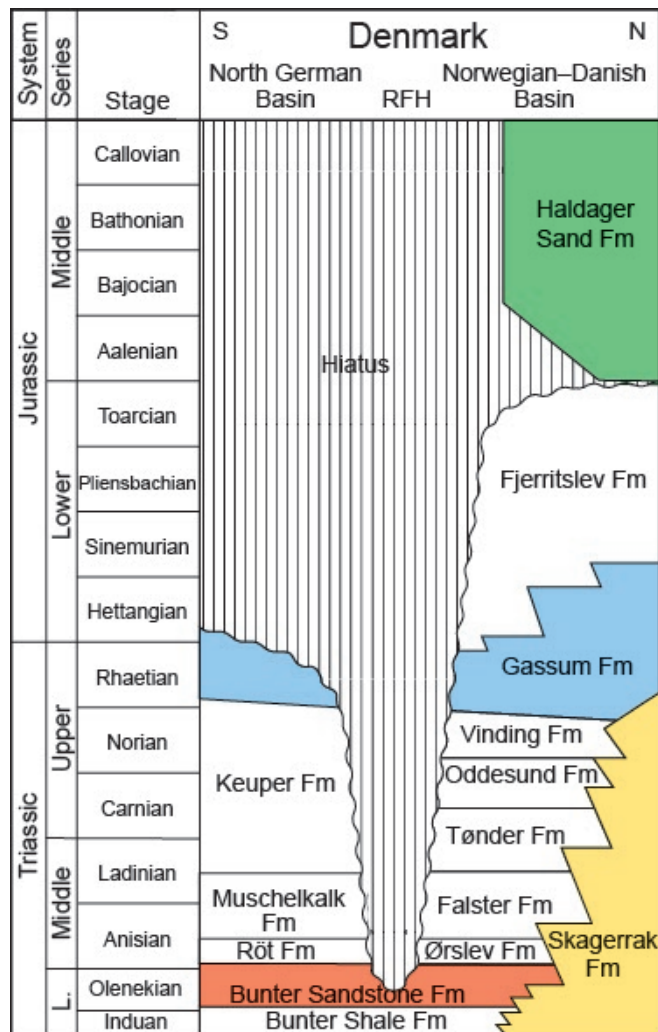 System
Series
Stage
S
Denmark
N
North German
Basin
RFH
Norwegian–Danish
Basin
Jurassic
Middle
Callovian
Bathonian
Bajocian
Aalenian
Lower
Toarcian
Pliensbachian
Sinemurian
Hettangian
Triassic
Upper
Rhaetian
Norian
Carnian
Middle
Ladinian
Anisian
L.
Olenekian
Induan
Haldager
Sand Fm
Hiatus
Fjerritslev Fm
Gassum Fm
Vinding Fm
Keuper Fm
Oddesund Fm
Tønder Fm
Muschelkalk
Fm
Falster Fm
Röt Fm
Ørslev Fm
Skagerrak
Fm
Bunter Sandstone Fm
Bunter Shale Fm